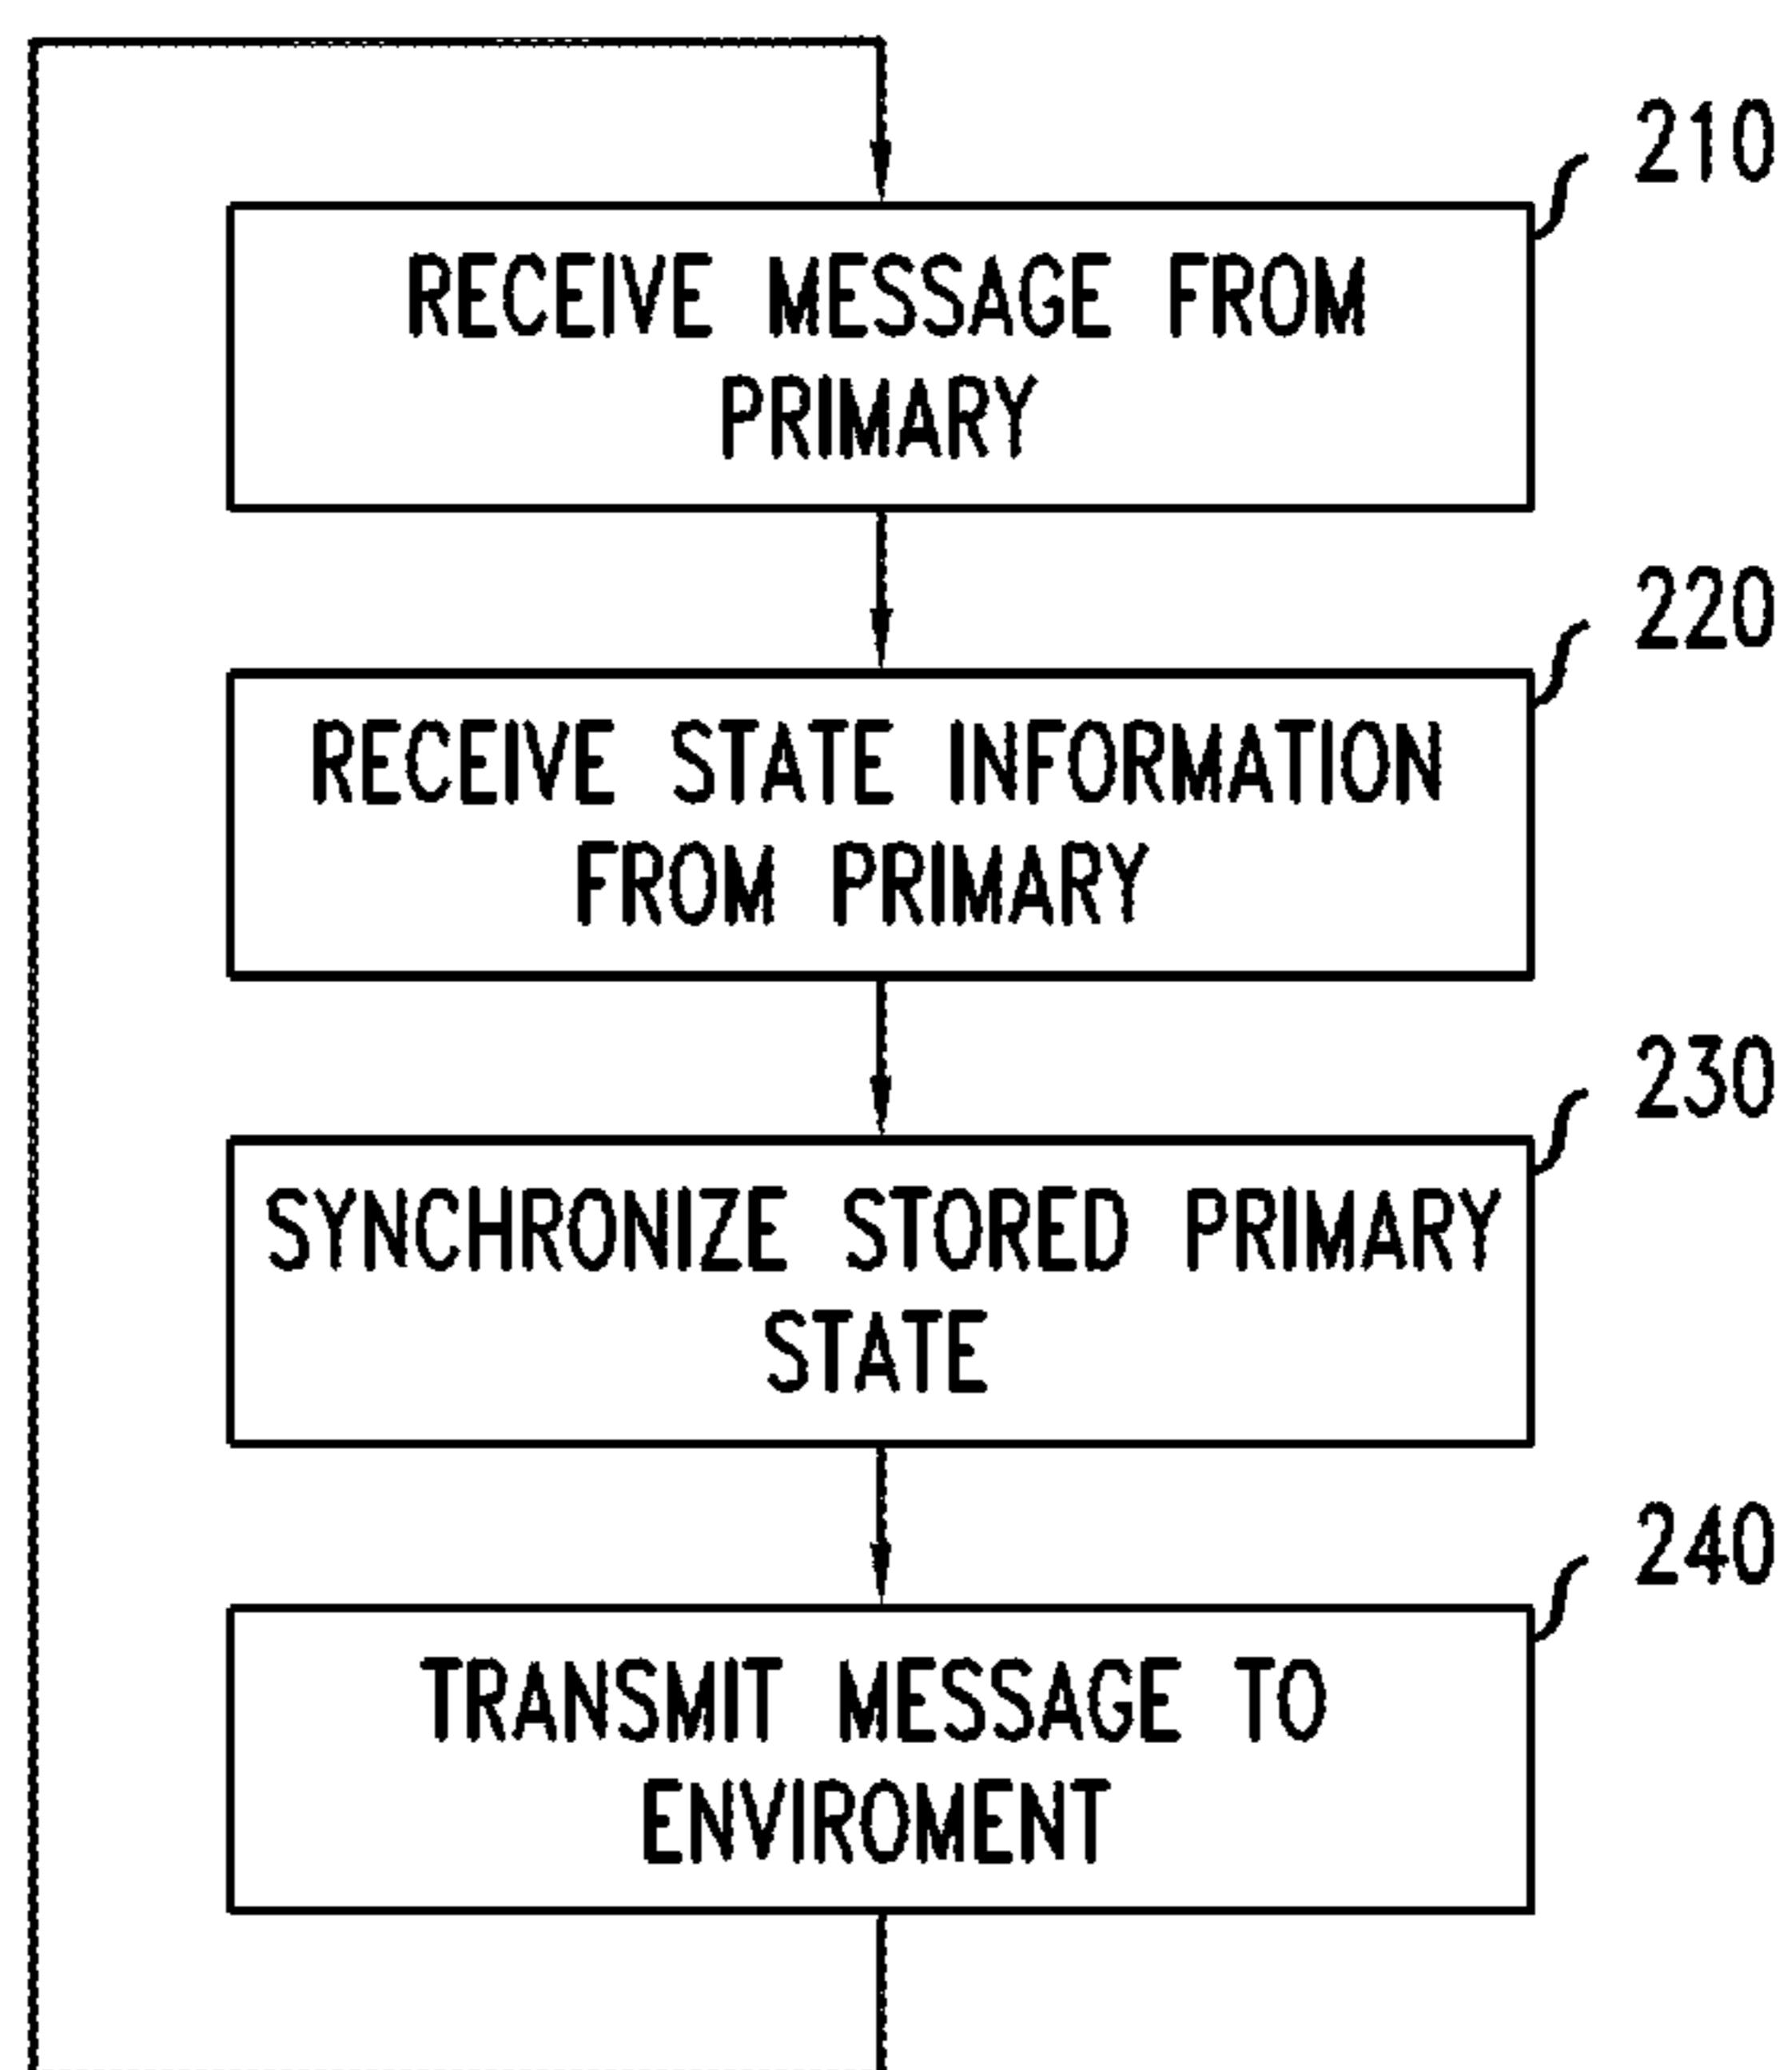 210
RECEIVE MESSAGE FROM
PRIMARY
220
RECEIVE STATE INFORMATION
FROM PRIMARY
230
SYNCHRONIZE STORED PRIMARY
STATE
240
TRANSMIT MESSAGE TO
ENVIROMENT